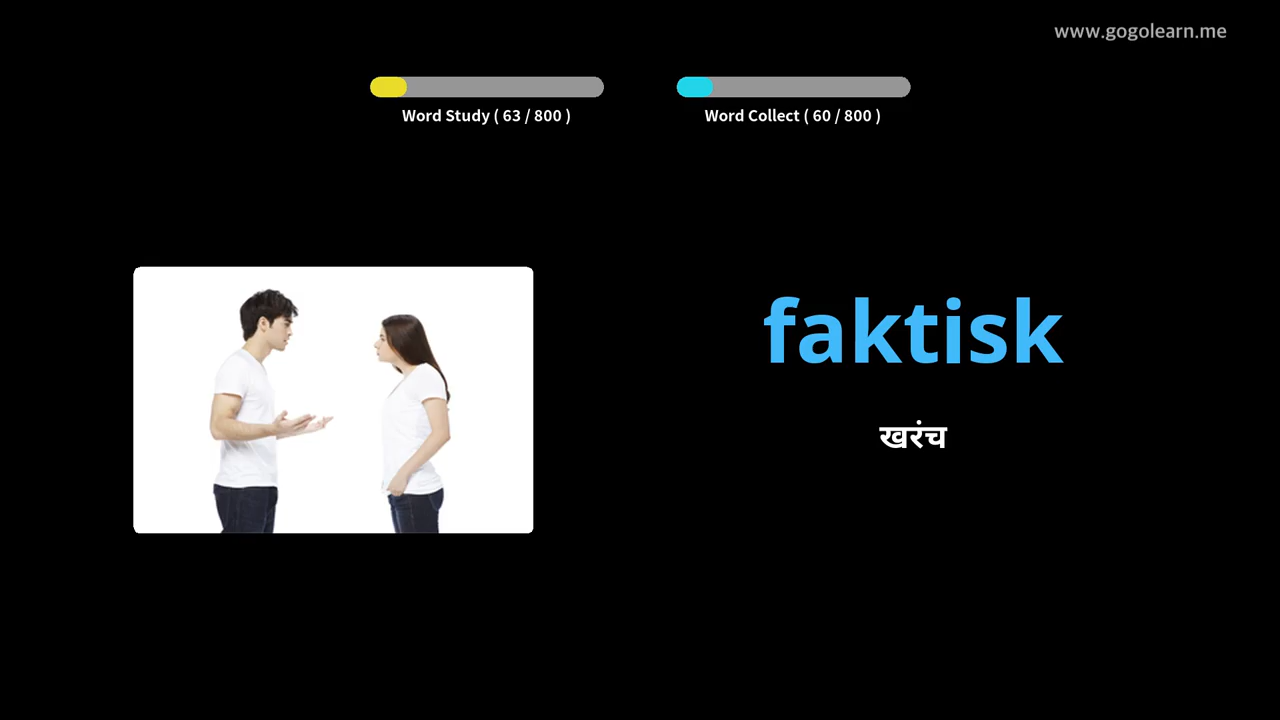 www.gogolearn.me
Word Study ( 63 / 800 )
Word Collect ( 60 / 800 )
faktisk
खरंच